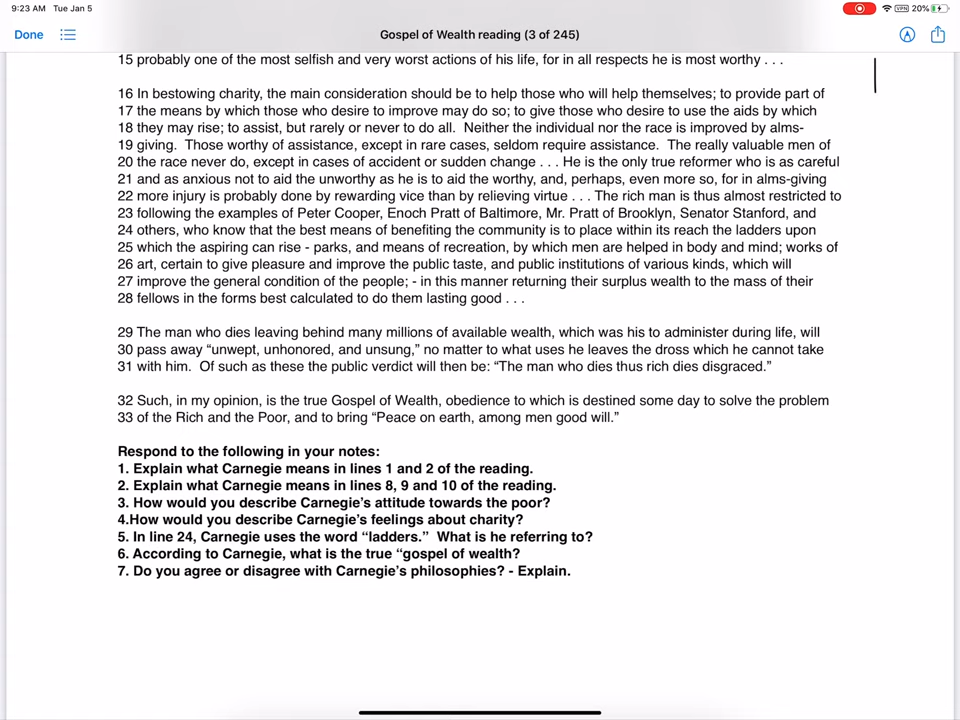 9:23 AM Tue Jan 5
VPN 20%
Done
Gospel of Wealth reading (3 of 245)
15 probably one of the most selfish and very worst actions of his life, for in all respects he is most worthy . . .
16 In bestowing charity, the main consideration should be to help those who will help themselves; to provide part of
17 the means by which those who desire to improve may do so; to give those who desire to use the aids by which
18 they may rise; to assist, but rarely or never to do all.  Neither the individual nor the race is improved by alms-
19 giving.  Those worthy of assistance, except in rare cases, seldom require assistance.  The really valuable men of
20 the race never do, except in cases of accident or sudden change . . . He is the only true reformer who is as careful
21 and as anxious not to aid the unworthy as he is to aid the worthy, and, perhaps, even more so, for in alms-giving
22 more injury is probably done by rewarding vice than by relieving virtue . . . The rich man is thus almost restricted to
23 following the examples of Peter Cooper, Enoch Pratt of Baltimore, Mr. Pratt of Brooklyn, Senator Stanford, and
24 others, who know that the best means of benefiting the community is to place within its reach the ladders upon
25 which the aspiring can rise - parks, and means of recreation, by which men are helped in body and mind; works of
26 art, certain to give pleasure and improve the public taste, and public institutions of various kinds, which will
27 improve the general condition of the people; - in this manner returning their surplus wealth to the mass of their
28 fellows in the forms best calculated to do them lasting good . . .
29 The man who dies leaving behind many millions of available wealth, which was his to administer during life, will
30 pass away “unwept, unhonored, and unsung,” no matter to what uses he leaves the dross which he cannot take
31 with him.  Of such as these the public verdict will then be: “The man who dies thus rich dies disgraced.”
32 Such, in my opinion, is the true Gospel of Wealth, obedience to which is destined some day to solve the problem
33 of the Rich and the Poor, and to bring “Peace on earth, among men good will.”
Respond to the following in your notes:
1. Explain what Carnegie means in lines 1 and 2 of the reading.
2. Explain what Carnegie means in lines 8, 9 and 10 of the reading.
3. How would you describe Carnegie’s attitude towards the poor?
4.How would you describe Carnegie’s feelings about charity?
5. In line 24, Carnegie uses the word “ladders.”  What is he referring to?
6. According to Carnegie, what is the true “gospel of wealth?
7. Do you agree or disagree with Carnegie’s philosophies? - Explain.